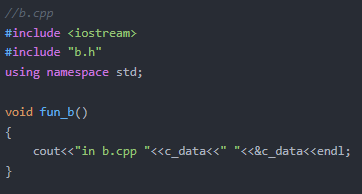 //b.cpp
#include <iostream>
#include "b.h"
using namespace std;
void fun_b()
{
cout<<"in b.cpp "<<c_data<<" "<<&c_data<<endl;
}